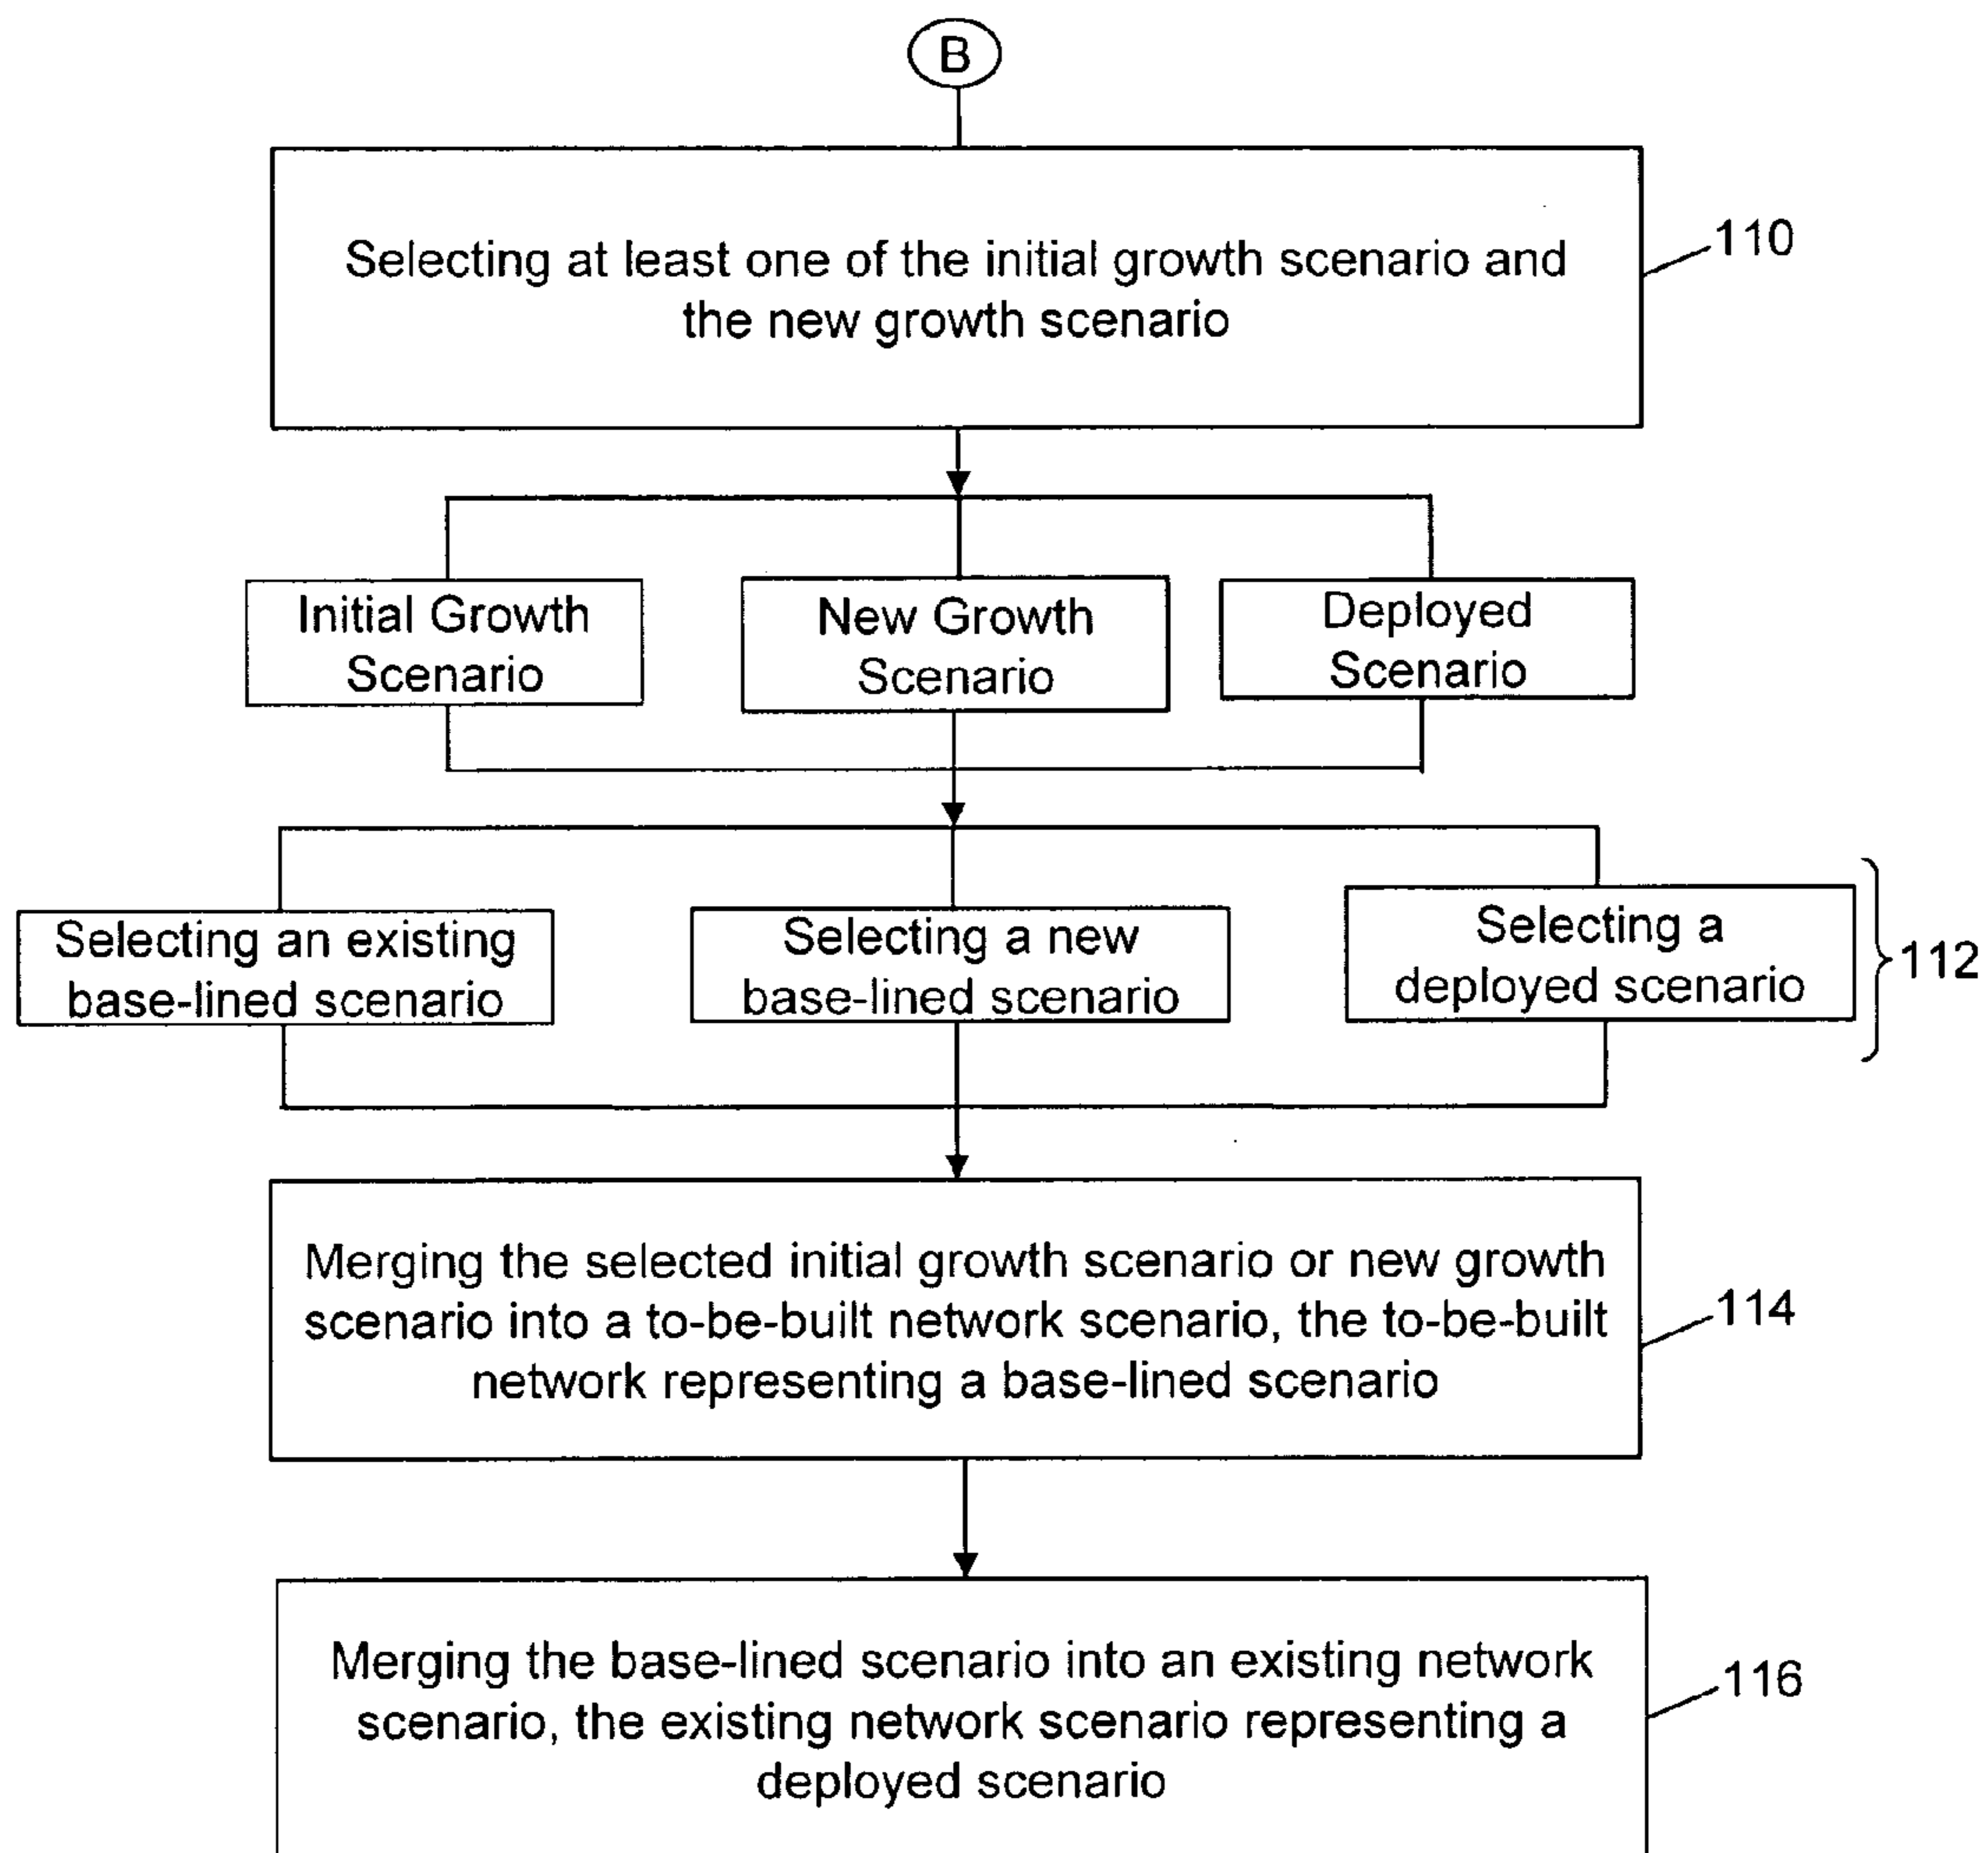 B
Selecting at least one of the initial growth scenario and
the new growth scenario
110
Initial Growth
Scenario
New Growth
Scenario
Deployed
Scenario
Selecting an existing
base-lined scenario
Selecting a new
base-lined scenario
Selecting a
deployed scenario
112
Merging the selected initial growth scenario or new growth
scenario into a to-be-built network scenario, the to-be-built
network representing a base-lined scenario
114
Merging the base-lined scenario into an existing network
scenario, the existing network scenario representing a
deployed scenario
116